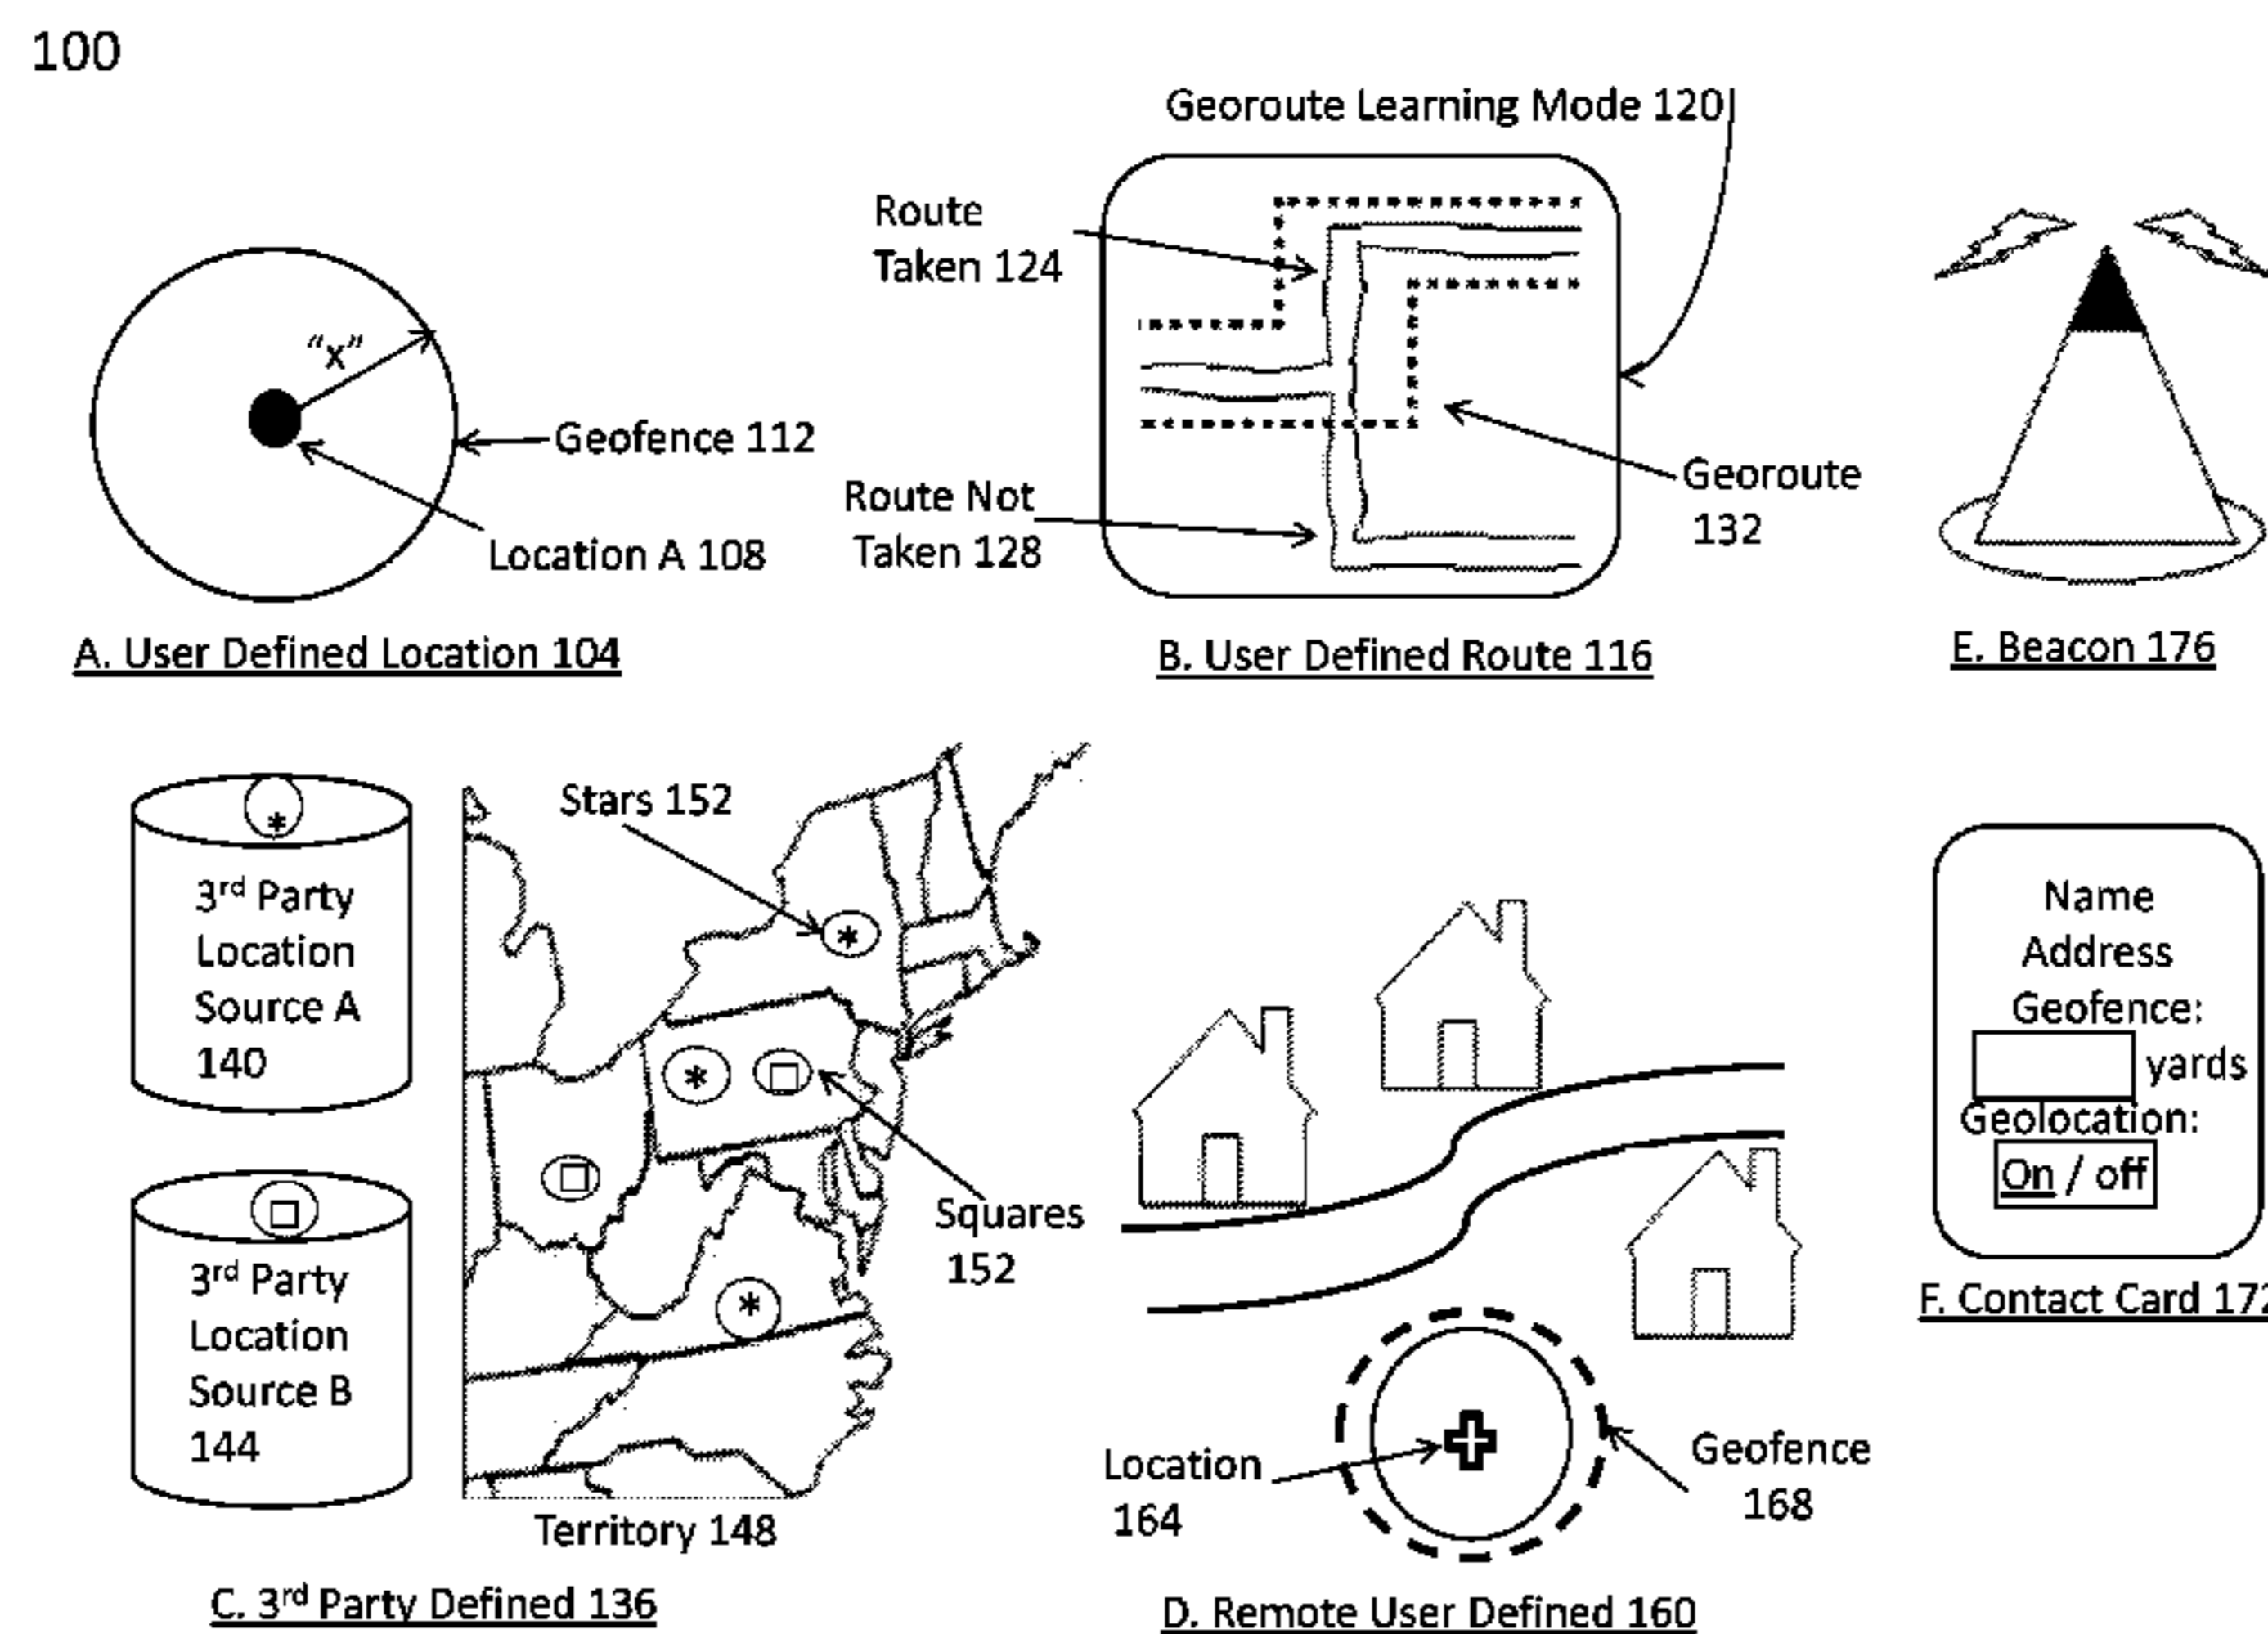 100
"x"
Geofence 112
Location A 108
A. User Defined Location 104
Georoute Learning Mode 120
Route
Taken 124
Route Not
Taken 128
Georoute
132
B. User Defined Route 116
E. Beacon 176
*
3rd Party
Location
Source A
140
3rd Party
Location
Source B
144
Stars 152
*
*
*
Squares
152
Territory 148
C. 3rd Party Defined 136
Location
164
Geofence
168
D. Remote User Defined 160
Name
Address
Geofence:
yards
Geolocation:
On / off
F. Contact Card 172